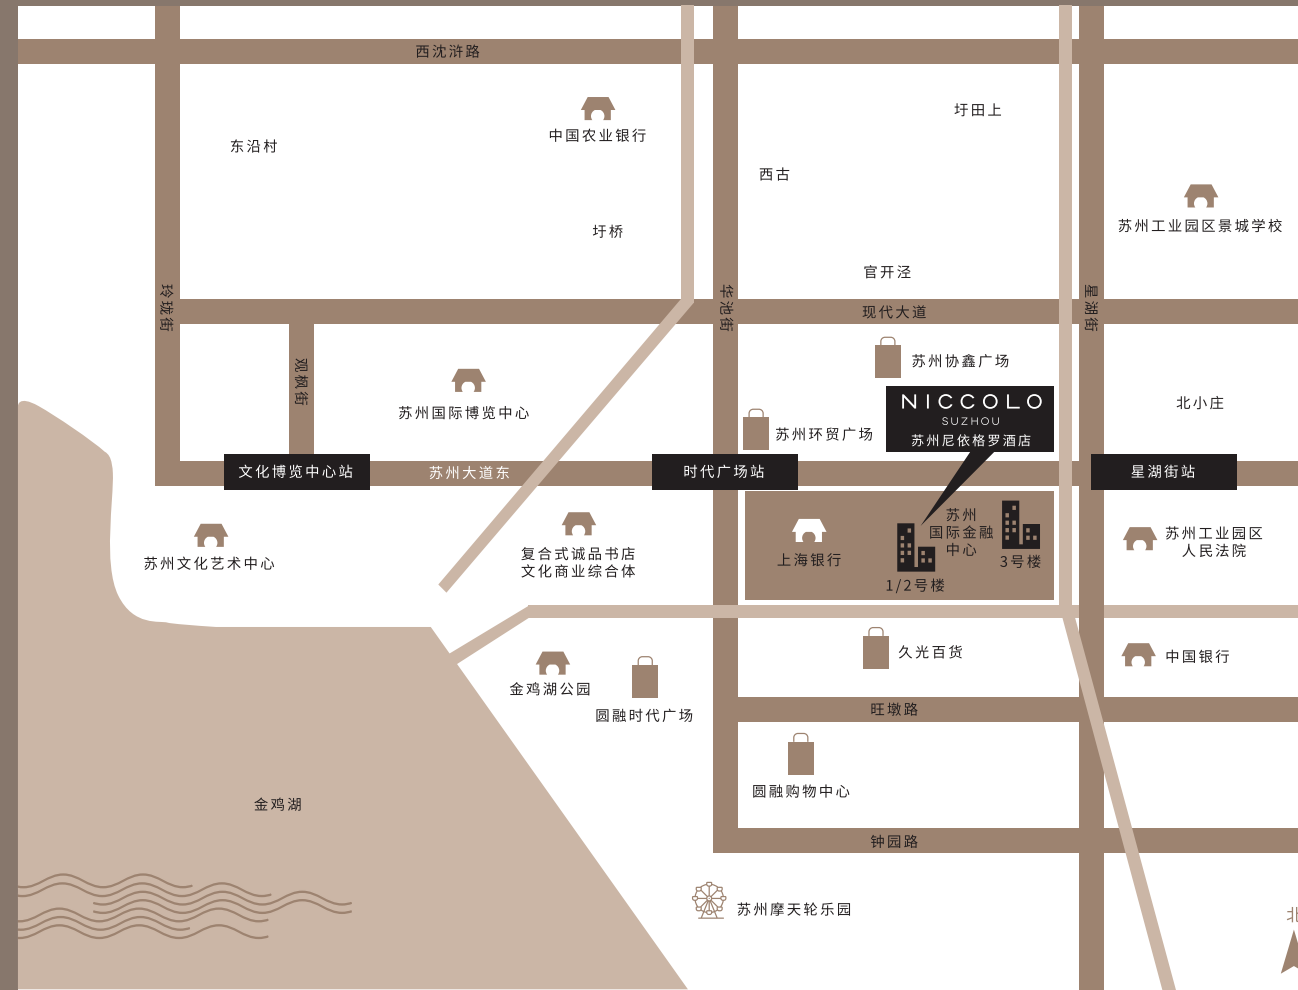 西沈浒路
中国农业银行
圩田上
东沿村
西古
圩桥
苏州工业园区景城学校
官开泾
玲珑街
华池街
星湖街
现代大道
观枫街
苏州协鑫广场
NICCOLO
SUZHOU
苏州尼依格罗酒店
北小庄
苏州国际博览中心
苏州环贸广场
文化博览中心站
苏州大道东
时代广场站
星湖街站
苏州
国际金融
中心
上海银行
3号楼
1/2号楼
苏州工业园区
人民法院
复合式诚品书店
文化商业综合体
苏州文化艺术中心
久光百货
中国银行
金鸡湖公园
圆融时代广场
旺墩路
圆融购物中心
金鸡湖
钟园路
苏州摩天轮乐园
北